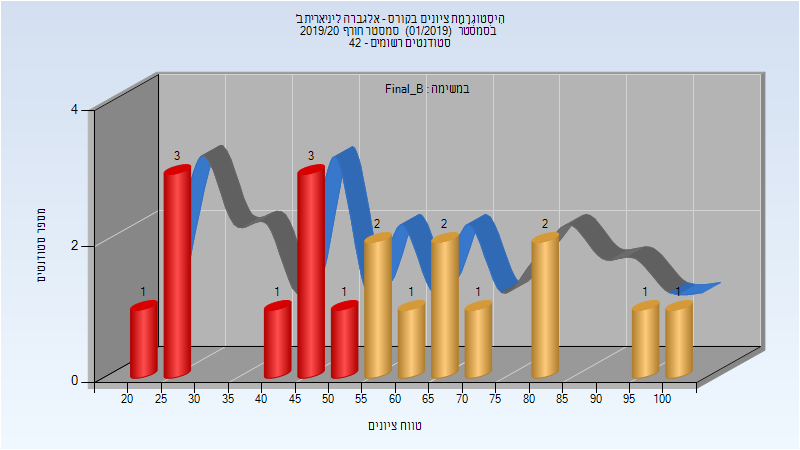 היסטוגרמת ציונים בקורס - אלגברה ליניארית ב'
בסמסטר (01/2019) סמסטר חורף 2019/20
סטודנטים רשומים - 42
במשימה : Final_B
מספר סטודנטים
4
2
0
1
3
1
3
1
2
1
2
1
2
1
1
20 25 30 35 40 45 50 55 60 65 70 75 80 85 90 95 100
טווח ציונים